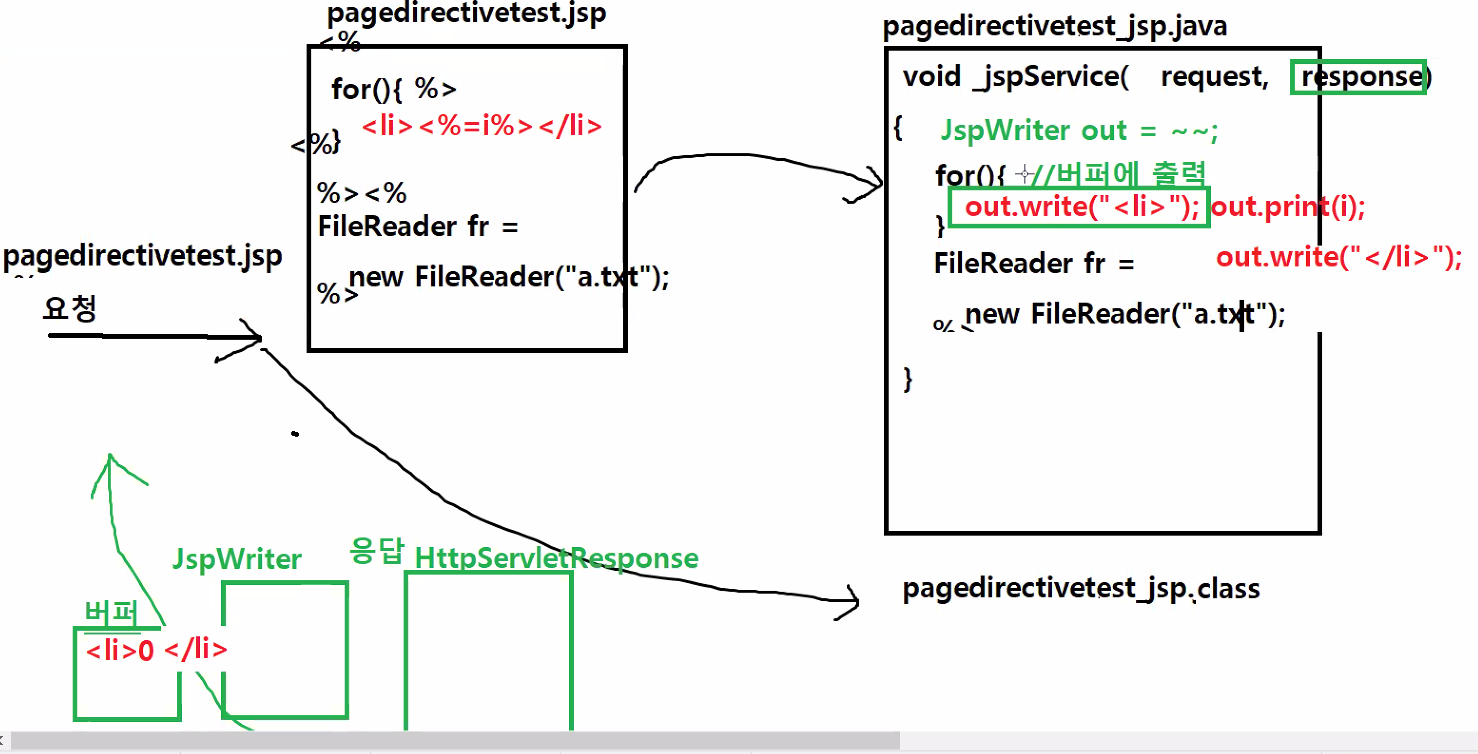 pagedirectivetest.jsp
<%
for(){ %>
<li><%=i%></li>
<%}
%><%
FileReader fr =
new FileReader("a.txt");
%>
pagedirectivetest.jsp
요청
pagedirectivetest_jsp.java
void _jspService( request, response)
{ JspWriter out = ~~;
for(){ //버퍼에 출력
out.write("<li>"); out.print(i);
}
out.write("</li>");
FileReader fr =
new FileReader("a.txt");
%>
}
JspWriter
응답 HttpServletResponse
버퍼
<li>0 </li>
pagedirectivetest_jsp.class